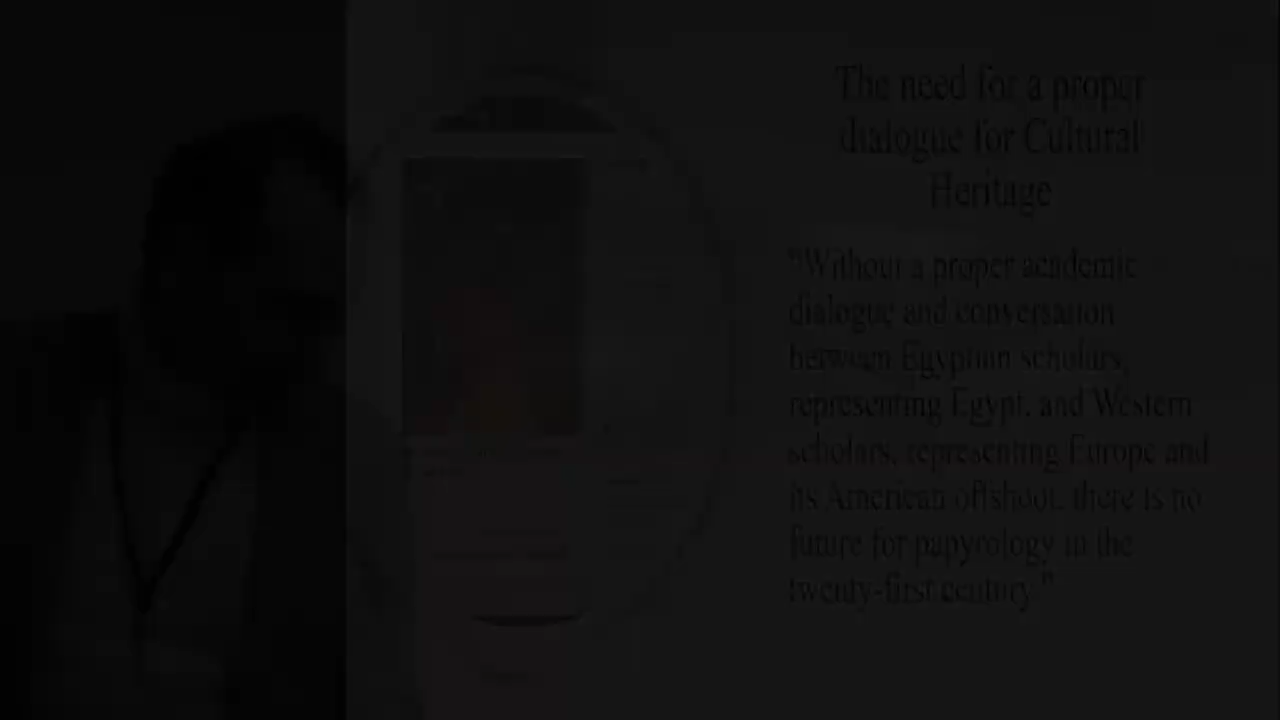 The need for a proper
dialogue for Cultural
Heritage
"Without a proper academic
dialogue and conversation
between Egyptian scholars,
representing Egypt, and Western
scholars, representing Europe and
its American offshoot, there is no
future for papyrology in the
twenty-first century."